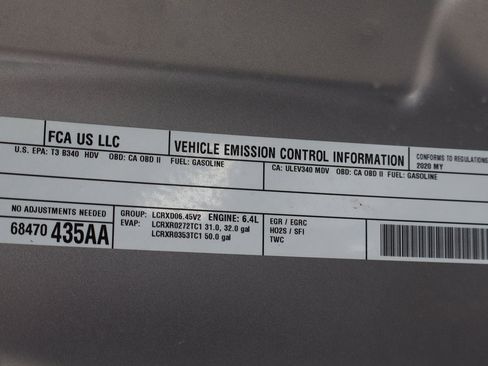 FCA US LLC
VEHICLE EMISSION CONTROL INFORMATION
CONFORMS TO REGULATIONS
2020 MY
U.S. EPA: T3 B340 HDV OBD: CA OBD II FUEL: GASOLINE
CA: ULEV340 MDV OBD: CA OBD II FUEL: GASOLINE
NO ADJUSTMENTS NEEDED
68470 435AA
GROUP: LCRXD06.45V2 ENGINE: 6.4L
EVAP: LCRXR0272TC1 31.0, 32.0 gal
LCRXR0353TC1 50.0 gal
EGR / EGRC
HO2S / SFI
TWC